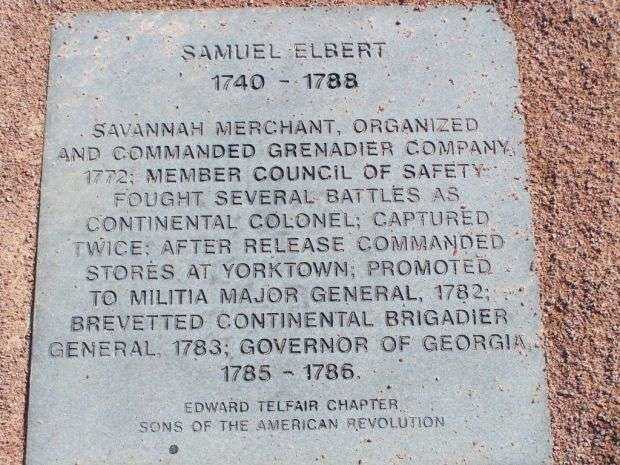 SAMUEL ELBERT
1740 - 1788
SAVANNAH MERCHANT, ORGANIZED
AND COMMANDED GRENADIER COMPANY,
1772; MEMBER COUNCIL OF SAFETY
FOUGHT SEVERAL BATTLES AS
CONTINENTAL COLONEL; CAPTURED
TWICE; AFTER RELEASE COMMANDED
STORES AT YORKTOWN; PROMOTED
TO MILITIA MAJOR GENERAL, 1782;
BREVETTED CONTINENTAL BRIGADIER
GENERAL, 1783; GOVERNOR OF GEORGIA,
1785 - 1786.
EDWARD TELFAIR CHAPTER
SONS OF THE AMERICAN REVOLUTION